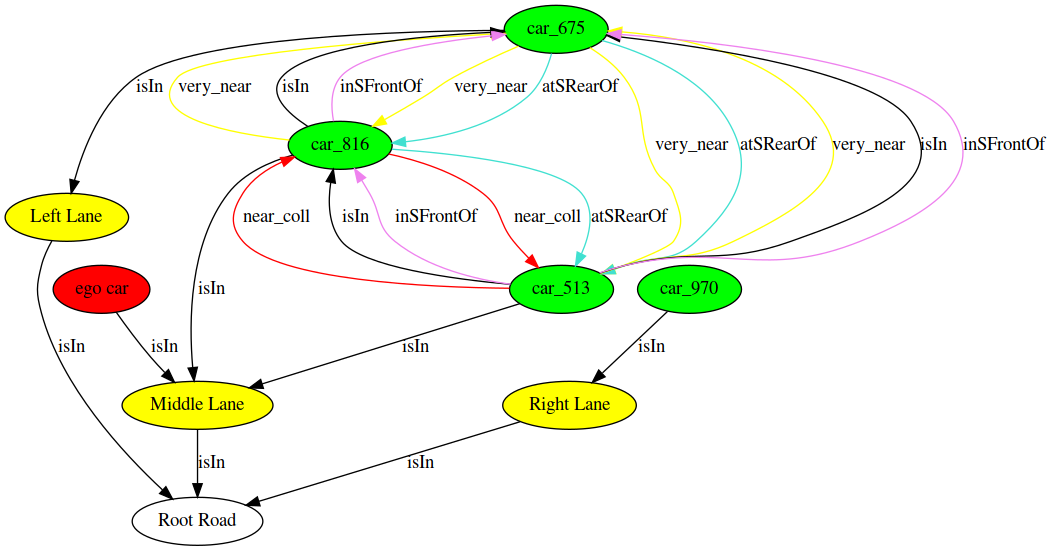 car_675
isIn
very_near
isIn
inSFrontOf
very_near
atSRearOf
car_816
very_near
atSRearOf
very_near
isIn
inSFrontOf
Left Lane
near_coll
isIn
inSFrontOf
near_coll
atSRearOf
ego car
isIn
car_513
car_970
isIn
isIn
isIn
isIn
Middle Lane
Right Lane
isIn
isIn
Root Road